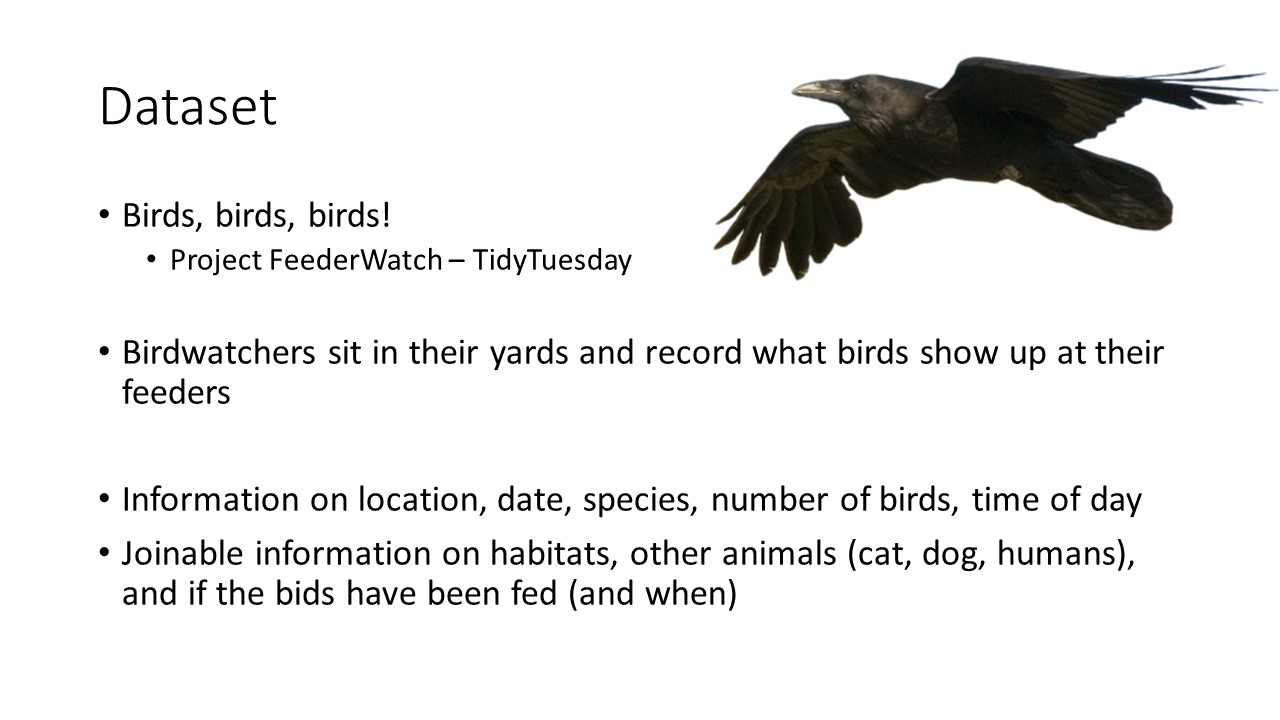 Dataset
• Birds, birds, birds!
• Project FeederWatch – TidyTuesday
• Birdwatchers sit in their yards and record what birds show up at their
feeders
• Information on location, date, species, number of birds, time of day
• Joinable information on habitats, other animals (cat, dog, humans),
and if the bids have been fed (and when)